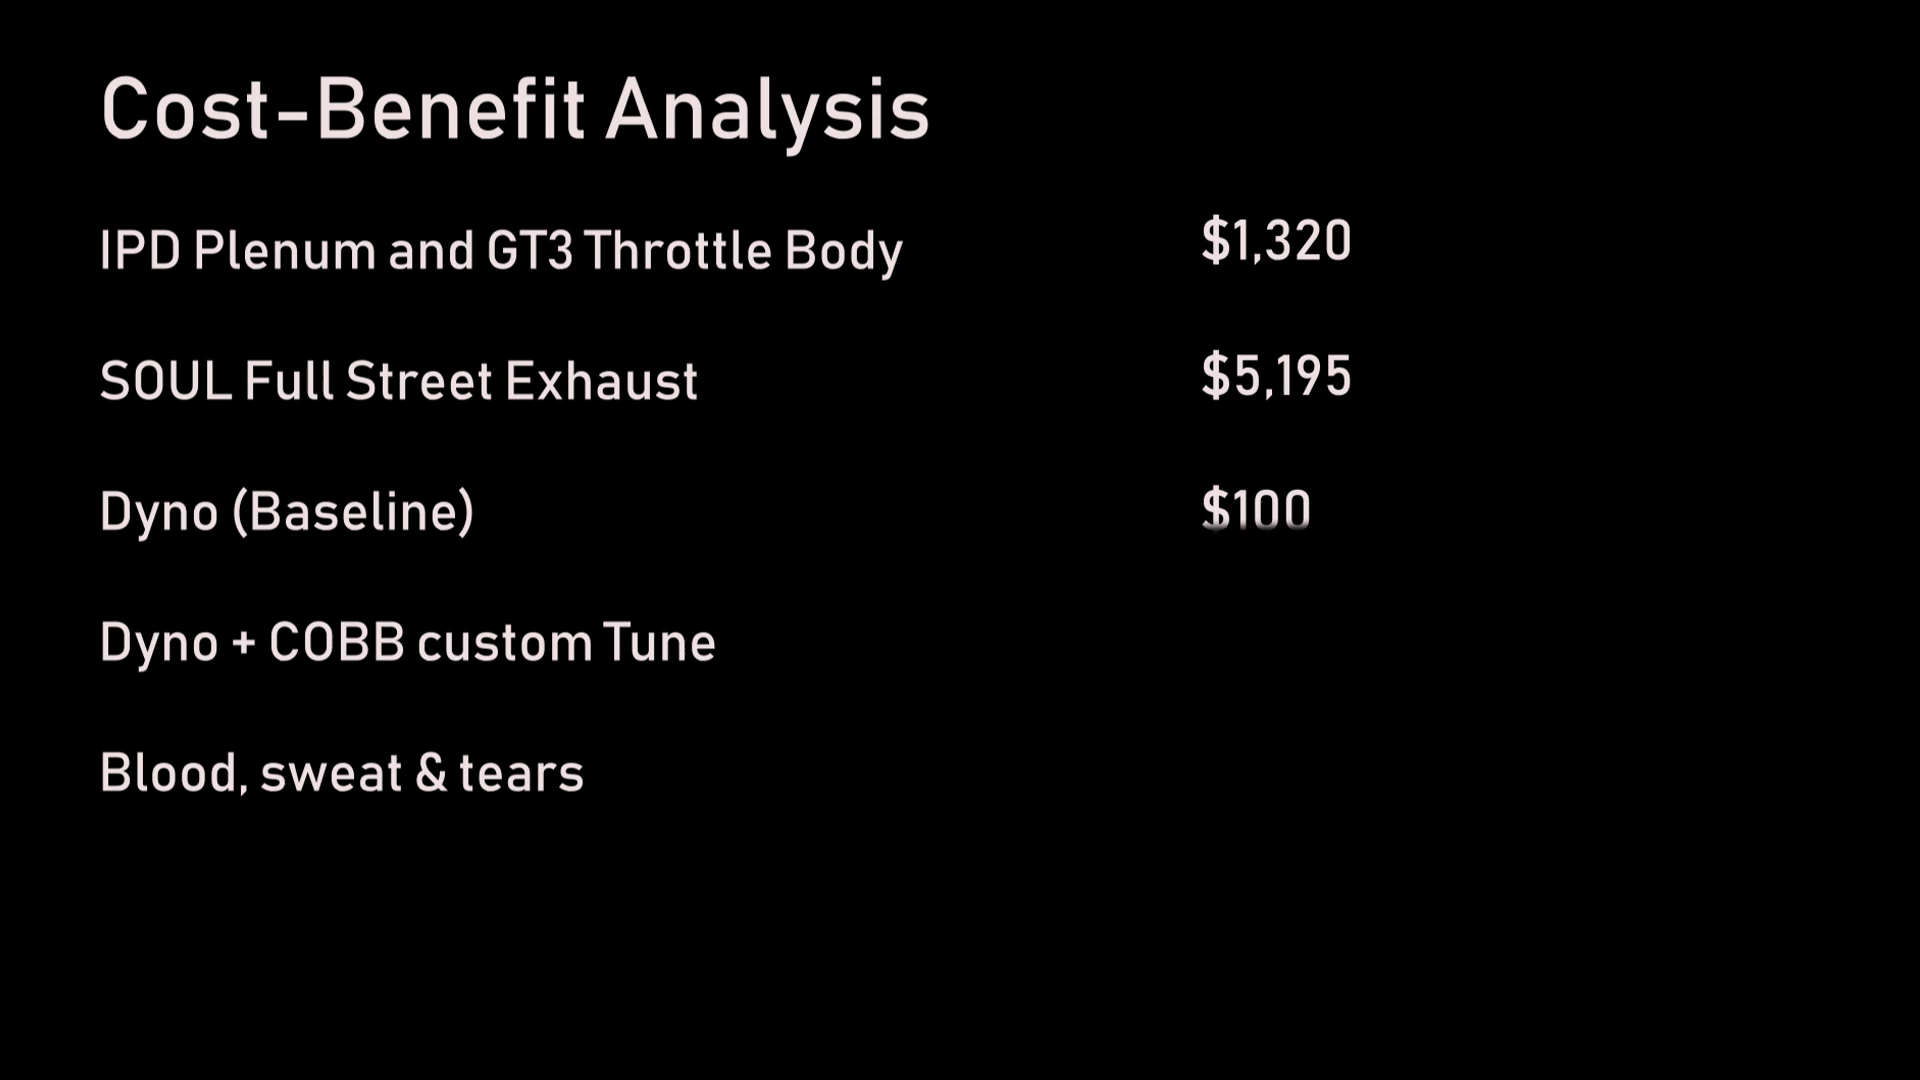 Cost-Benefit Analysis
IPD Plenum and GT3 Throttle Body $1,320
SOUL Full Street Exhaust $5,195
Dyno (Baseline) $100
Dyno + COBB custom Tune
Blood, sweat & tears